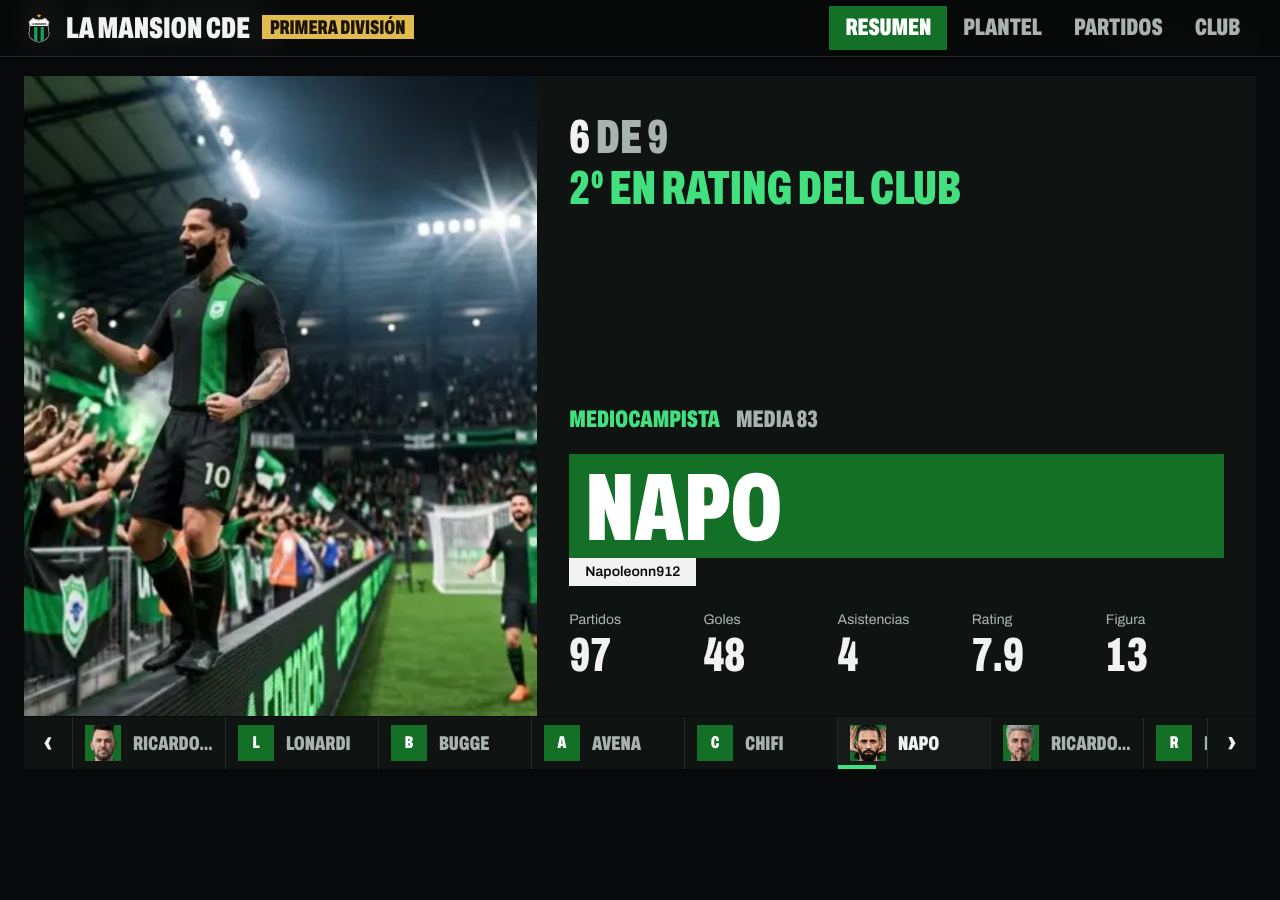 LA MANSION CDE
PRIMERA DIVISIÓN
RESUMEN
PLANTEL
PARTIDOS
CLUB
6 DE 9
2º EN RATING DEL CLUB
10
MEDIOCAMPISTA
MEDIA 83
NAPO
Napoleonn912
Partidos
Goles
Asistencias
Rating
Figura
97
48
4
7.9
13
‹
RICARDO...
L
LONARDI
B
BUGGE
A
AVENA
C
CHIFI
NAPO
RICARDO...
R
›